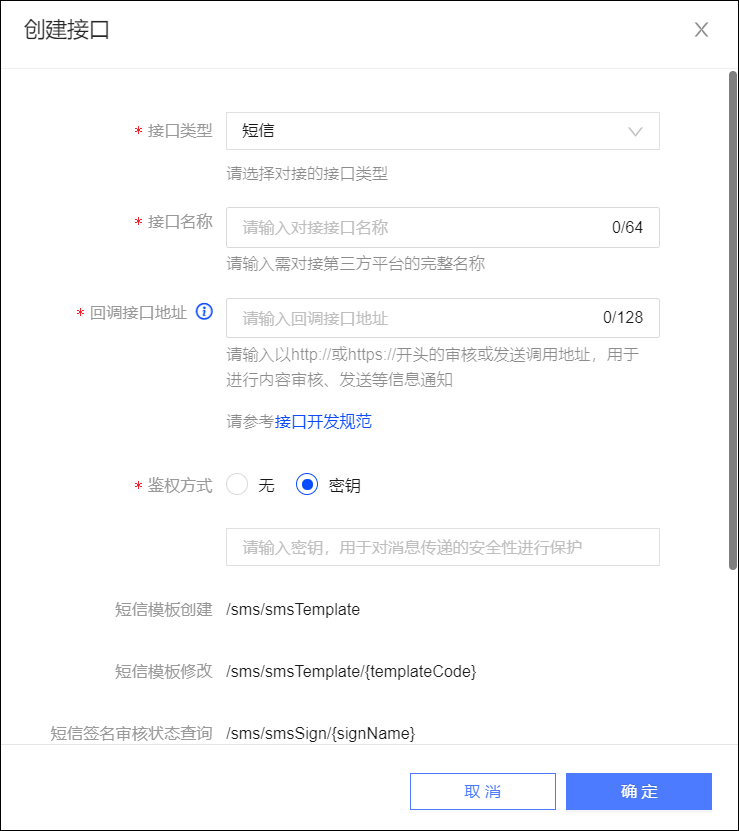 创建接口
* 接口类型 短信
请选择对接的接口类型
* 接口名称 请输入对接接口名称 0/64
请输入需对接第三方平台的完整名称
* 回调接口地址 请输入回调接口地址 0/128
请输入以http://或https://开头的审核或发送调用地址，用于
进行内容审核、发送等信息通知
请参考接口开发规范
* 鉴权方式 无 密钥
请输入密钥，用于对消息传递的安全性进行保护
短信模板创建 /sms/smsTemplate
短信模板修改 /sms/smsTemplate/{templateCode}
短信签名审核状态查询 /sms/smsSign/{signName}
取消 确定